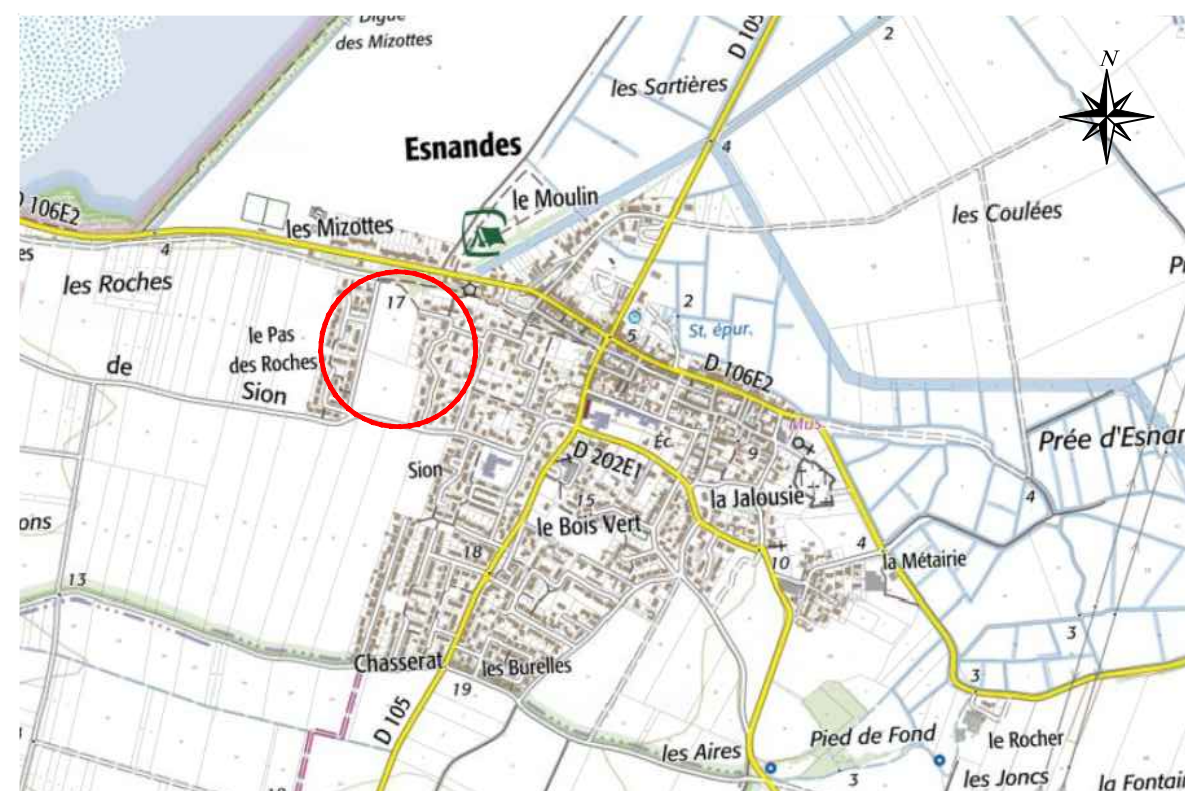 Digue
des Mizottes
D 105
2
N
les Sartières
Esnandes
4
le Moulin
D 106E2
les Mizottes
les Coulées
4
es
les Roches
17
2
St. épur.
5
le Pas
des Roches
de
Sion
D 106E2
Mus.
Prée d'Esnan
Éc.
9
Sion
D 202E1
la Jalousie
4
15
ons
le Bois Vert
4
18
10
la Métairie
13
3
Chasserat
les Burelles
19
3
D 105
les Aires
Pied de Fond
le Rocher
3
les Joncs
la Fontai